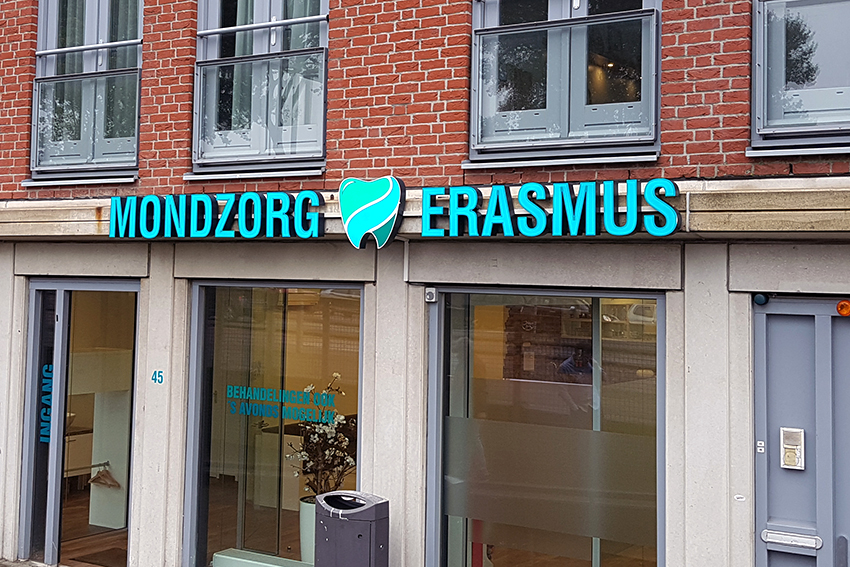 MONDZORG ERASMUS
INGANG
45
BEHANDELINGEN OOK
'S AVONDS MOGELIJK